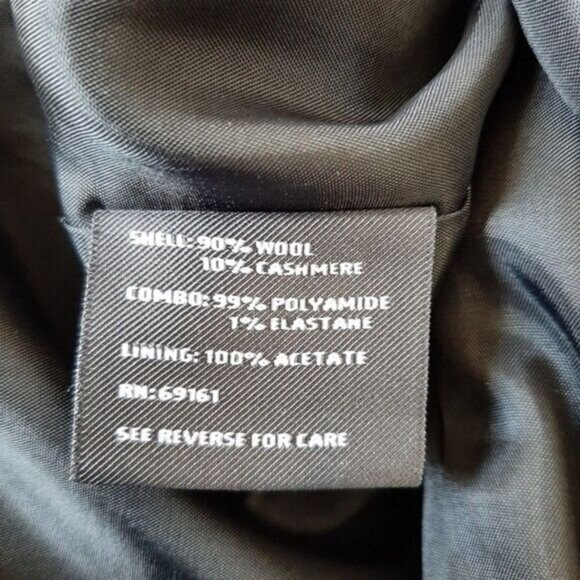 SHELL: 90% WOOL
10% CASHMERE
COMBO: 99% POLYAMIDE
1% ELASTANE
LINING: 100% ACETATE
RN: 69161
SEE REVERSE FOR CARE